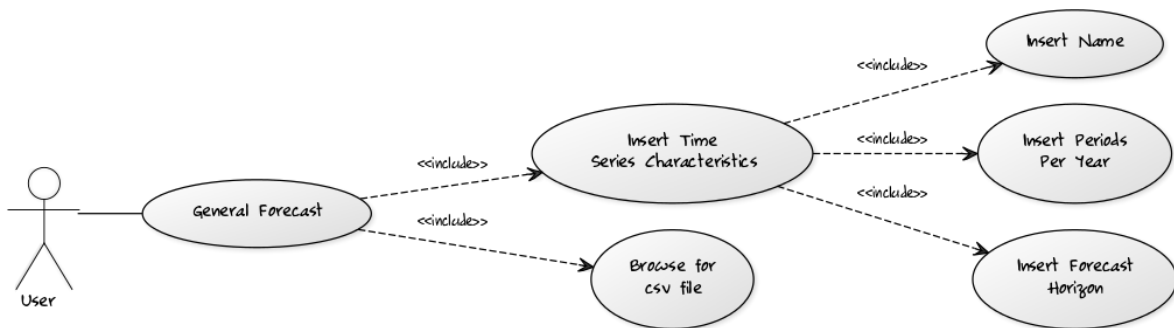 Insert Name
<<include>>
Insert Time
Series Characteristics
<<include>>
Insert Periods
Per Year
<<include>>
General Forecast
<<include>>
<<include>>
Browse for
csv file
Insert Forecast
Horizon
User